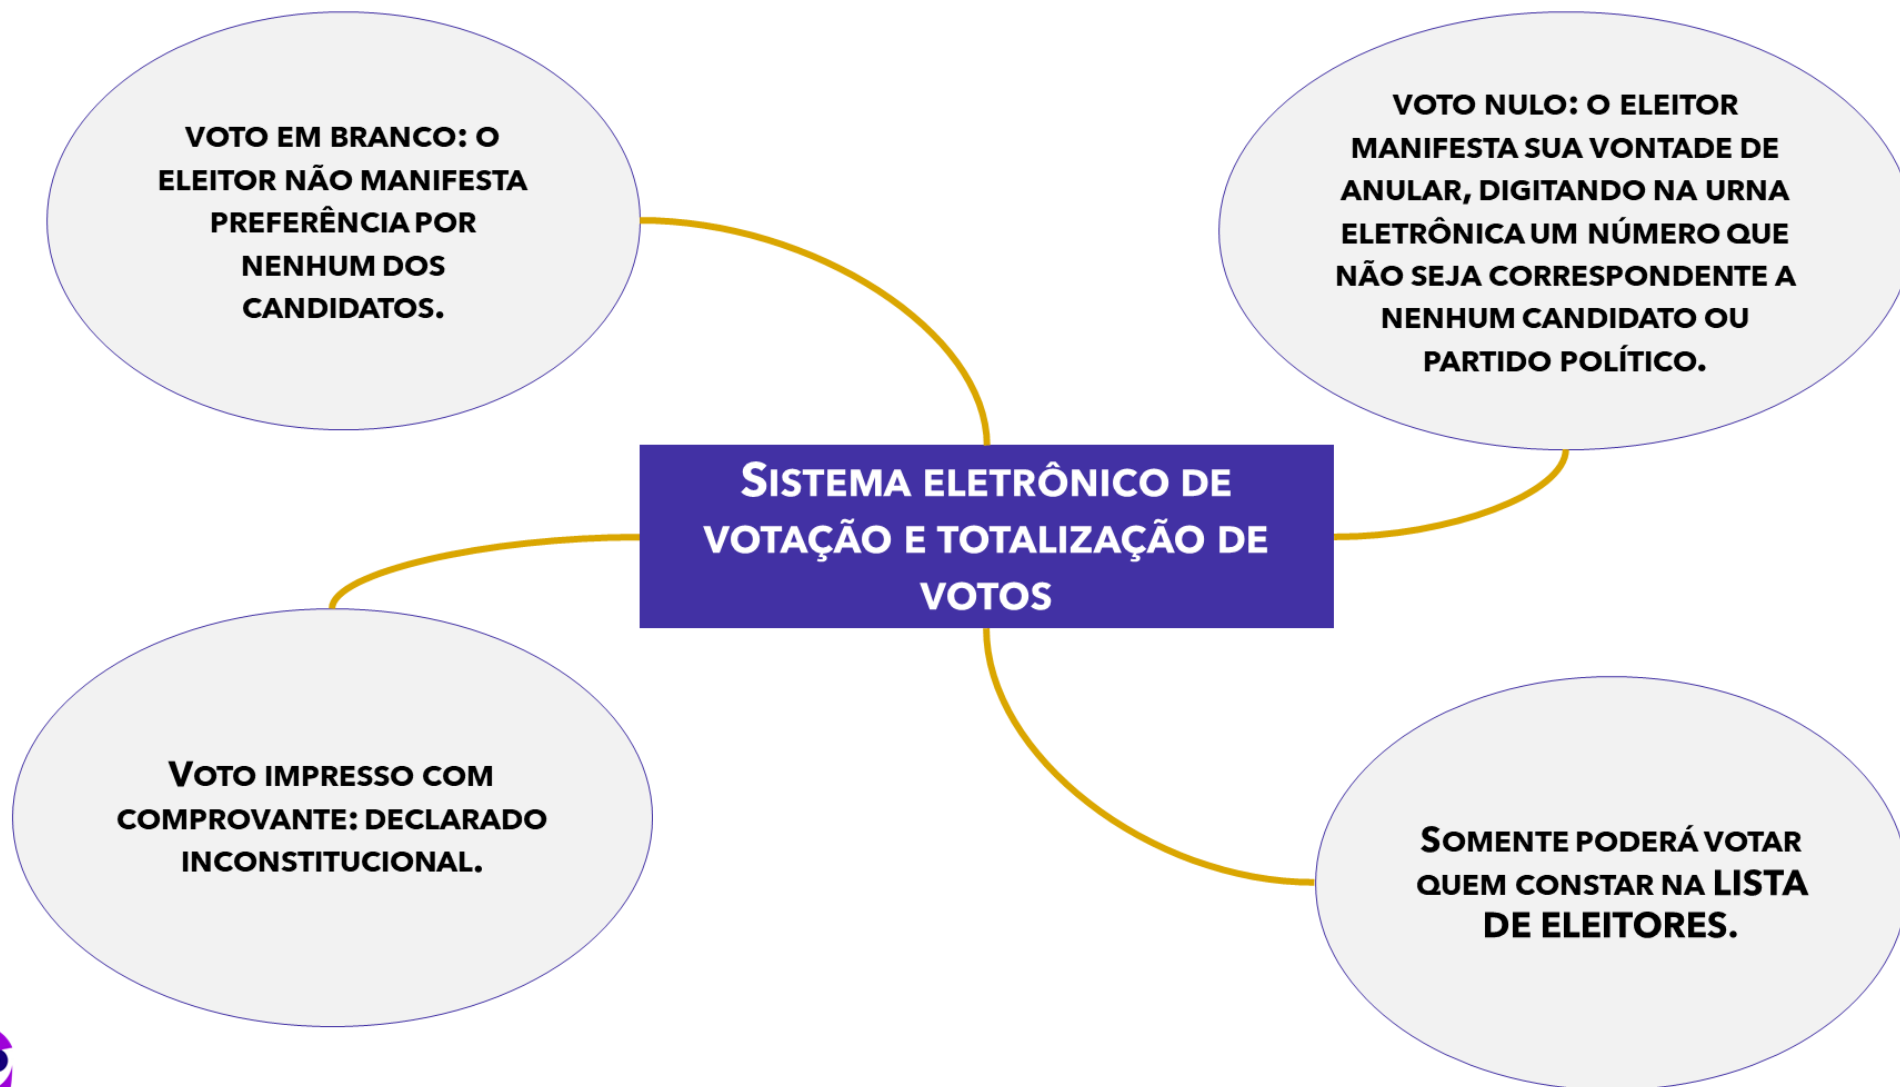 VOTO EM BRANCO: O
ELEITOR NÃO MANIFESTA
PREFERÊNCIA POR
NENHUM DOS
CANDIDATOS.
VOTO NULO: O ELEITOR
MANIFESTA SUA VONTADE DE
ANULAR, DIGITANDO NA URNA
ELETRÔNICA UM NÚMERO QUE
NÃO SEJA CORRESPONDENTE A
NENHUM CANDIDATO OU
PARTIDO POLÍTICO.
SISTEMA ELETRÔNICO DE
VOTAÇÃO E TOTALIZAÇÃO DE
VOTOS
VOTO IMPRESSO COM
COMPROVANTE: DECLARADO
INCONSTITUCIONAL.
SOMENTE PODERÁ VOTAR
QUEM CONSTAR NA LISTA
DE ELEITORES.